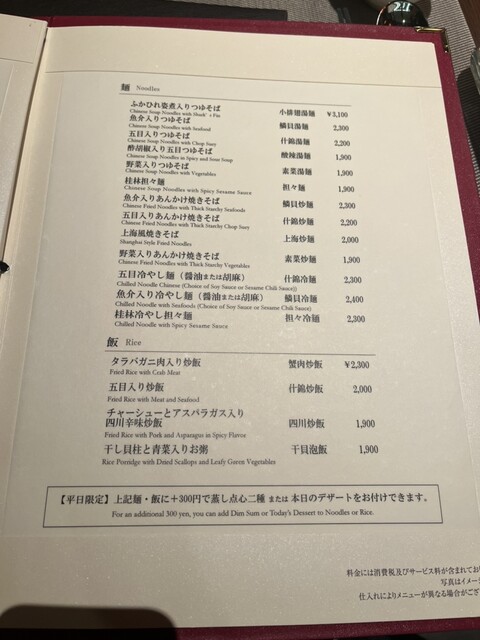 麺 Noodles
ふかひれ姿煮入りつゆそば 小排翅湯麺 ¥3,100
Chinese Soup Noodles with Shark's Fin
魚介入りつゆそば 鱗貝湯麺 2,300
Chinese Soup Noodles with Seafood
五目入りつゆそば 什錦湯麺 2,200
Chinese Soup Noodles with Chop Suey
酢胡椒入り五目つゆそば 酸辣湯麺 1,900
Chinese Soup Noodles in Spicy and Sour Soup
野菜入りつゆそば 素菜湯麺 1,900
Chinese Soup Noodles with Vegetables
桂林担々麺 担々麺 1,900
Chinese Soup Noodles with Spicy Sesame Sauce
魚介入りあんかけ焼きそば 鱗貝炒麺 2,300
Chinese Fried Noodles with Thick Starchy Seafoods
五目入りあんかけ焼きそば 什錦炒麺 2,200
Chinese Fried Noodles with Thick Starchy Chop Suey
上海風焼きそば 上海炒麺 2,000
Shanghai Style Fried Noodles
野菜入りあんかけ焼きそば 素菜炒麺 1,900
Chinese Fried Noodles with Thick Starchy Vegetables
五目冷やし麺(醤油または胡麻) 什錦冷麺 2,300
Chilled Noodle Chinese (Choice of Soy Sauce or Sesame Chili Sauce))
魚介入り冷やし麺(醤油または胡麻) 鱗貝冷麺 2,400
Chilled Noodle with Seafoods (Choice of Soy Sauce or Sesame Chili Sauce)
桂林冷やし担々麺 担々冷麺 2,300
Chilled Noodle with Spicy Sesame Sauce
飯 Rice
タラバガニ肉入り炒飯 蟹肉炒飯 ¥2,300
Fried Rice with Crab Meat
五目入り炒飯 什錦炒飯 2,000
Fried Rice with Meat and Seafood
チャーシューとアスパラガス入り
四川辛味炒飯 四川炒飯 1,900
Fried Rice with Pork and Asparagus in Spicy Flavor
干し貝柱と青菜入りお粥 干貝泡飯 1,900
Rice Porridge with Dried Scallops and Leafy Green Vegetables
【平日限定】上記麺・飯に+300円で蒸し点心二種 または 本日のデザートをお付けできます。
For an additional 300 yen, you can add Dim Sum or Today's Dessert to Noodles or Rice.
料金には消費税及びサービス料が含まれてお
写真はイメージ
仕入れによりメニューが異なる場合がござ